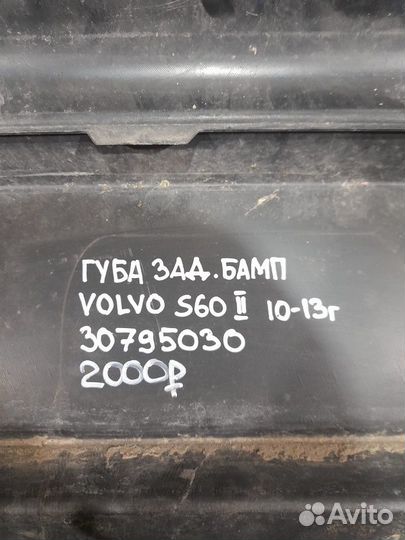 ГУБА ЗАД.БАМП
VOLVO S60 II 10-13г
30795030
2000₽
Avito